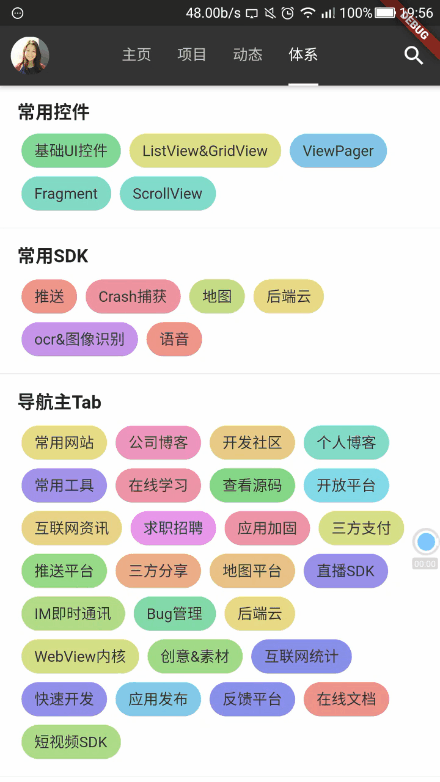 48.00b/s 100% 19:56
DEBUG
主页 项目 动态 体系
常用控件
基础UI控件 ListView&GridView ViewPager
Fragment ScrollView
常用SDK
推送 Crash捕获 地图 后端云
ocr&图像识别 语音
导航主Tab
常用网站 公司博客 开发社区 个人博客
常用工具 在线学习 查看源码 开放平台
互联网资讯 求职招聘 应用加固 三方支付
00:00
推送平台 三方分享 地图平台 直播SDK
IM即时通讯 Bug管理 后端云
WebView内核 创意&素材 互联网统计
快速开发 应用发布 反馈平台 在线文档
短视频SDK